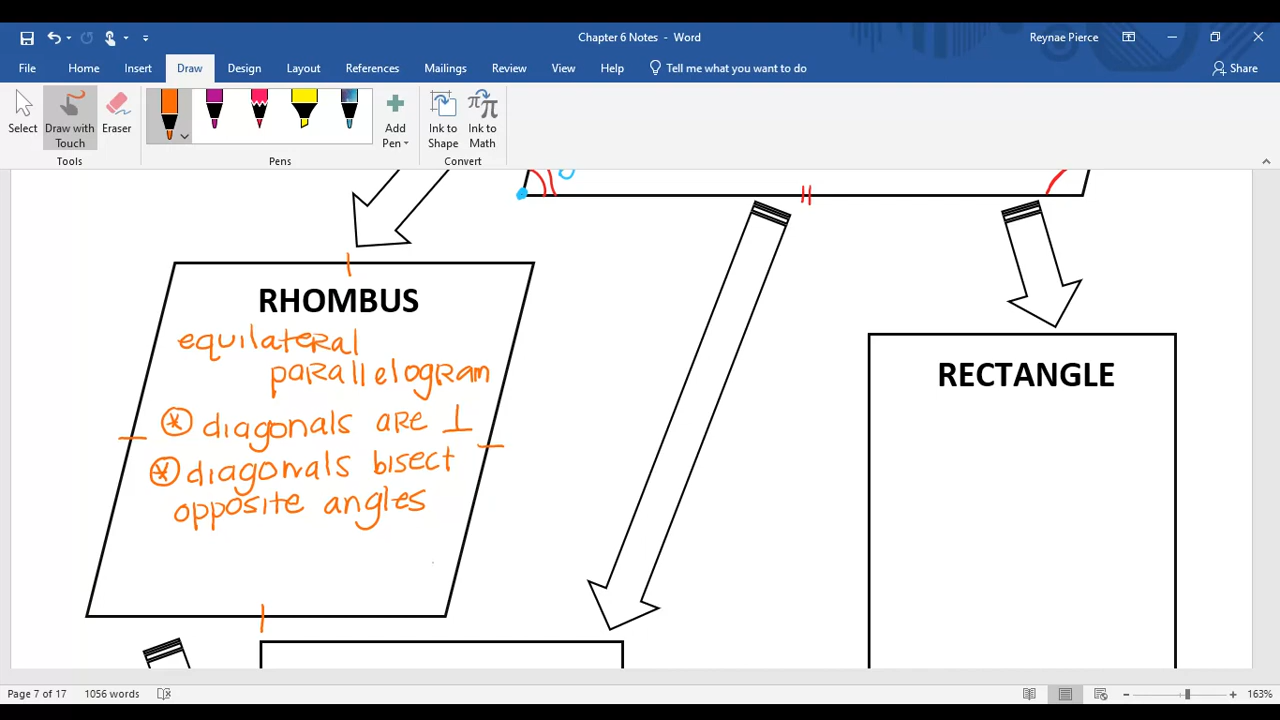 Chapter 6 Notes - Word
Reynae Pierce
File Home Insert Draw Design Layout References Mailings Review View Help Tell me what you want to do Share
Select
Draw with Touch
Eraser
Add Pen
Ink to Shape
Ink to Math
Tools
Pens
Convert
RHOMBUS
equilateral
parallelogram
* diagonals are ⊥
* diagonals bisect
opposite angles
RECTANGLE
Page 7 of 17 1056 words 163%